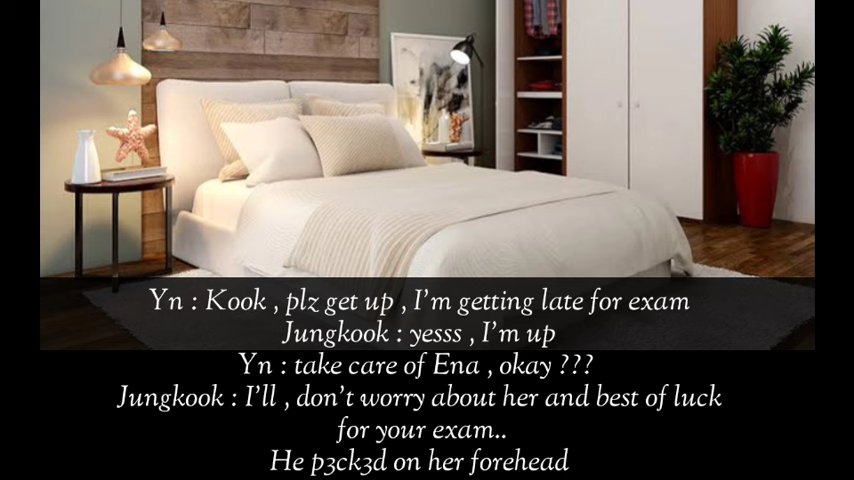 Yn : Kook , plz get up , I'm getting late for exam
Jungkook : yesss , I'm up
Yn : take care of Ena , okay ???
Jungkook : I'll , don't worry about her and best of luck
for your exam..
He p3ck3d on her forehead